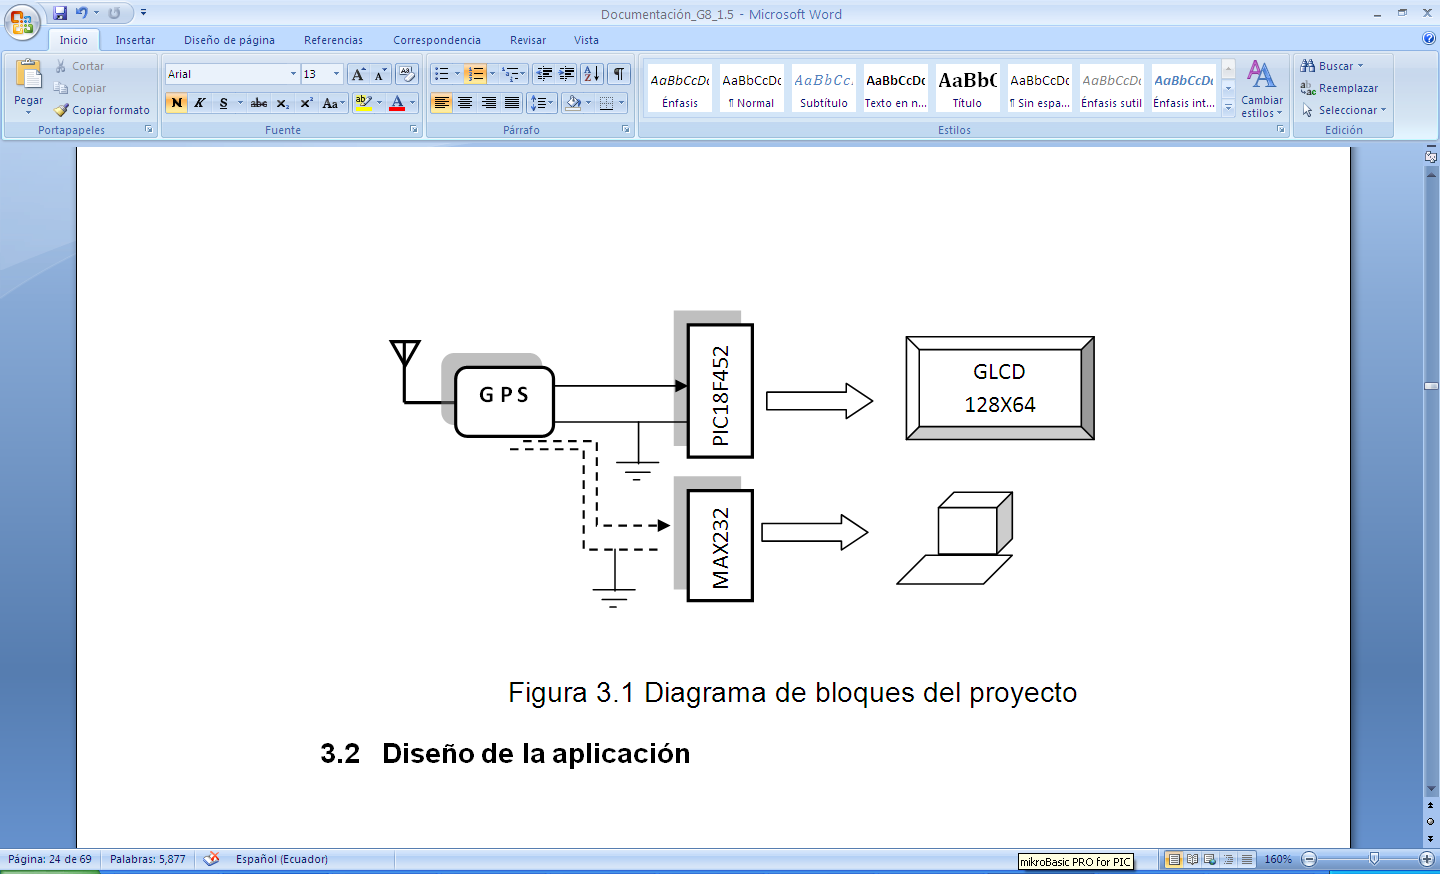 Documentación_G8_1.5 - Microsoft Word
Inicio Insertar Diseño de página Referencias Correspondencia Revisar Vista
Pegar
Cortar
Copiar
Copiar formato
Portapapeles
Arial 13
N K S abc x₂ x² Aa
Fuente
Párrafo
AaBbCcDc AaBbCcDc AaBbCc. AaBbCcDc AaBbC AaBbCcDc AaBbCcDc AaBbCcDc
Énfasis ¶ Normal Subtítulo Texto en n... Título ¶ Sin espa... Énfasis sutil Énfasis int...
Estilos
Cambiar
estilos
Buscar
Reemplazar
Seleccionar
Edición
G P S
PIC18F452
GLCD
128X64
MAX232
Figura 3.1 Diagrama de bloques del proyecto
3.2 Diseño de la aplicación
Página: 24 de 69 Palabras: 5,877 Español (Ecuador) 160%
mikroBasic PRO for PIC